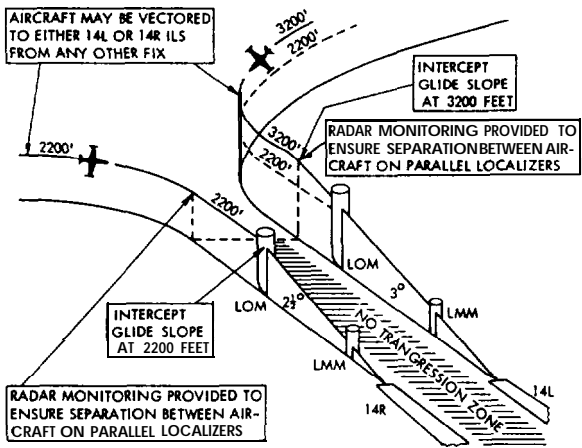 AIRCRAFT MAY BE VECTORED
TO EITHER 14L OR 14R ILS
FROM ANY OTHER FIX
3200'
2200'
INTERCEPT
GLIDE SLOPE
AT 3200 FEET
3200'
2200'
RADAR MONITORING PROVIDED TO
ENSURE SEPARATION BETWEEN AIR-
CRAFT ON PARALLEL LOCALIZERS
2200'
2200'
LOM
LOM
2½°
3°
LMM
LMM
INTERCEPT
GLIDE SLOPE
AT 2200 FEET
NO TRANGRESSION ZONE
RADAR MONITORING PROVIDED TO
ENSURE SEPARATION BETWEEN AIR-
CRAFT ON PARALLEL LOCALIZERS
14R
14L